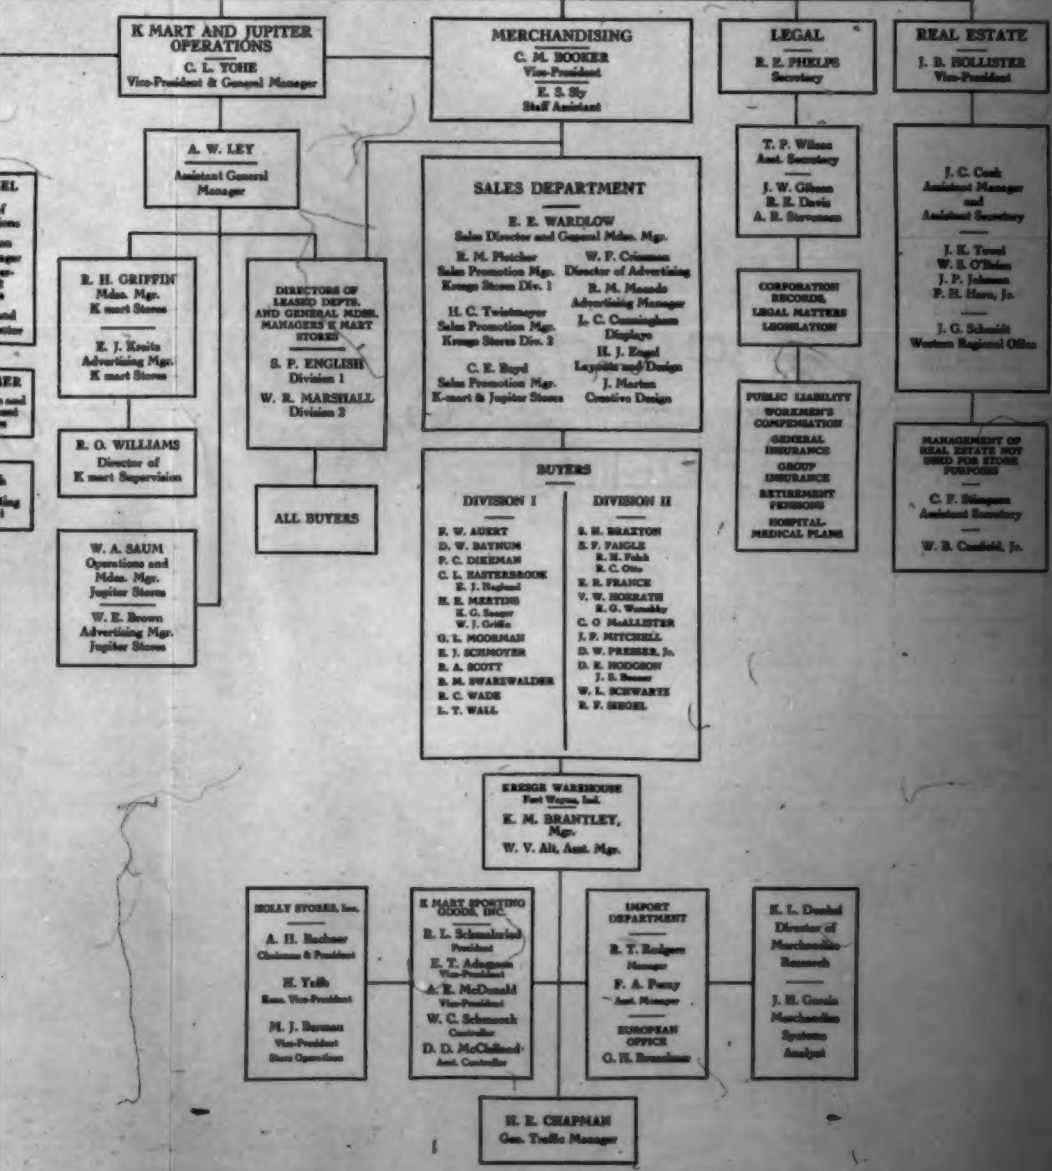 K MART AND JUPITER
OPERATIONS
C. L. YOHE
Vice-President & General Manager
MERCHANDISING
C. M. BOOKER
Vice-President
E. S. Sly
Staff Assistant
LEGAL
R. E. PHELPS
Secretary
REAL ESTATE
J. B. HOLLISTER
Vice-President
A. W. LEY
Assistant General
Manager
R. H. GRIFFIN
Mdse. Mgr.
K mart Stores
E. J. Kreitz
Advertising Mgr.
K mart Stores
R. O. WILLIAMS
Director of
K mart Supervision
W. A. SAUM
Operations and
Mdse. Mgr.
Jupiter Stores
W. E. Brown
Advertising Mgr.
Jupiter Stores
DIRECTORS OF
LEASED DEPTS.
AND GENERAL MDSE.
MANAGERS K MART
STORES
S. P. ENGLISH
Division 1
W. R. MARSHALL
Division 2
ALL BUYERS
SALES DEPARTMENT
E. E. WARDLOW
Sales Director and General Mdse. Mgr.
R. M. Fletcher
Sales Promotion Mgr.
Kresge Stores Div. 1
H. C. Twistmeyer
Sales Promotion Mgr.
Kresge Stores Div. 2
C. E. Boyd
Sales Promotion Mgr.
K-mart & Jupiter Stores
W. F.
Director of Advertising
R. M.
Advertising Manager
L. C. Cunningham
Displays
H. J. Engel
Layouts and Design
J. Marten
Creative Design
BUYERS
DIVISION I
F. W. AUERT
D. W. BAYNUM
P. C. DIKEMAN
C. L. EASTERBROOK
E. J. Haglund
H. E. MERTINS
K. G. Seager
W. J. Griffin
O. L. MOORMAN
E. J. SCHMOYER
R. A. SCOTT
B. M. SWARTWALDER
R. C. WADE
L. T. WALL
DIVISION II
S. H. BRAXTON
S. F. FAIGLE
R. H.
R. C. Otto
E. R. FRANCE
V. W. HORRATH
R. G.
C. O McALLISTER
J. F. MITCHELL
D. W. PRESSER, Jr.
D. E. HODGSON
J. S.
W. L. SCHWARTZ
R. F. SIEGEL
KRESGE WAREHOUSE
Fort Wayne, Ind.
K. M. BRANTLEY,
Mgr.
W. V. Alt, Asst. Mgr.
T. P. Wilcox
Asst. Secretary
J. W. Gibson
R. E. Davis
A. R. Stevenson
CORPORATION
RECORDS,
LEGAL MATTERS
LEGISLATION
PUBLIC LIABILITY
WORKMEN'S
COMPENSATION
GENERAL
INSURANCE
GROUP
INSURANCE
RETIREMENT
PENSIONS
HOSPITAL-
MEDICAL PLANS
J. C. Cook
Assistant Manager
and
Assistant Secretary
J. K. Towel
W. S. O'Brien
J. P. Johnson
P. H. Horn, Jr.
J. G. Schmidt
Western Regional Office
MANAGEMENT OF
REAL ESTATE NOT
USED FOR STORE
PURPOSES
C. F. Stimpson
Assistant Secretary
W. B. Canfield, Jr.
HOLLY STORES, Inc.
A. H. Buchner
Chairman & President
H. Yaffe
Exec. Vice-President
M. J. Berman
Vice-President
Store Operations
K MART SPORTING
GOODS, INC.
R. L.
President
E. T. Adamson
Vice-President
A. E. McDonald
Vice-President
W. C.
Controller
D. D. McClelland
Asst. Controller
IMPORT
DEPARTMENT
R. T. Rodgers
Manager
F. A. Perny
Asst. Manager
EUROPEAN
OFFICE
G. H.
K. L.
Director of
Merchandise
Research
J. H.
Merchandise
Systems
Analyst
H. E. CHAPMAN
Gen. Traffic Manager